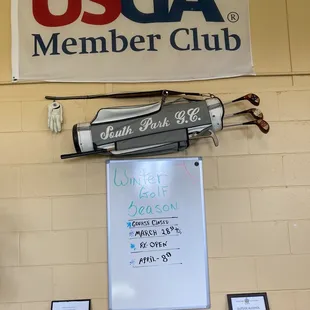 USGA®
Member Club
South Park G.C.
Winter
Golf
Season
COURSE CLOSES
MARCH 28th
RE-OPEN
APRIL - 8th